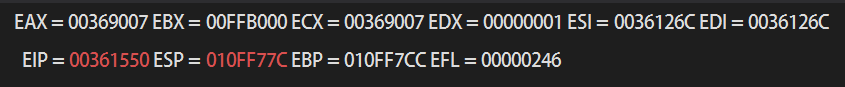 EAX = 00369007 EBX = 00FFB000 ECX = 00369007 EDX = 00000001 ESI = 0036126C EDI = 0036126C
EIP = 00361550 ESP = 010FF77C EBP = 010FF7CC EFL = 00000246